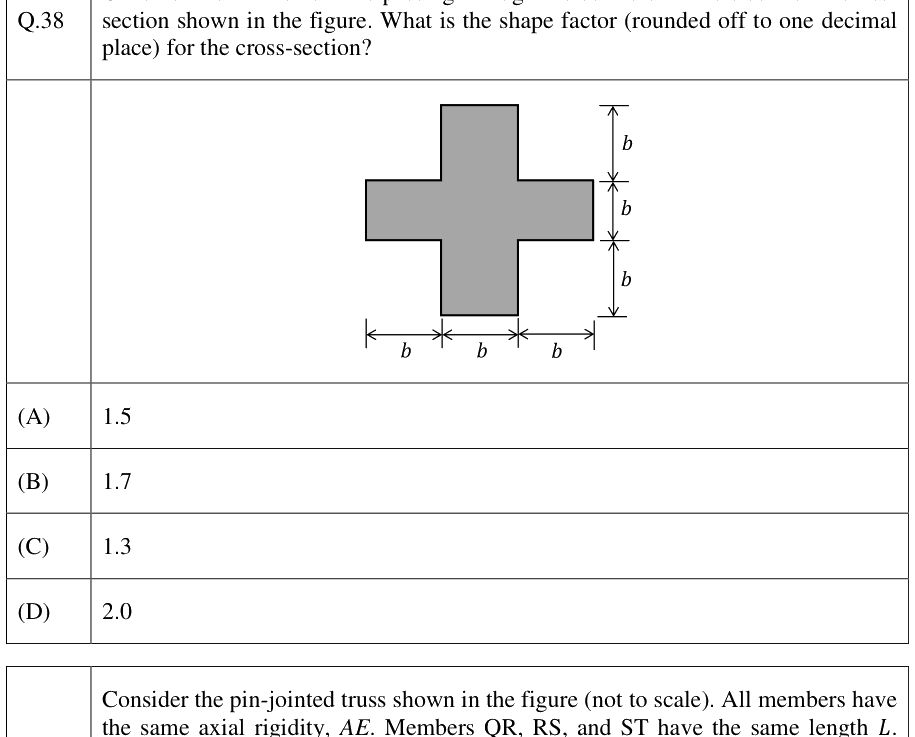 Q.38
section shown in the figure. What is the shape factor (rounded off to one decimal
place) for the cross-section?
b
b
b
b
b
b
(A) 1.5
(B) 1.7
(C) 1.3
(D) 2.0
Consider the pin-jointed truss shown in the figure (not to scale). All members have
the same axial rigidity, AE. Members QR, RS, and ST have the same length L.